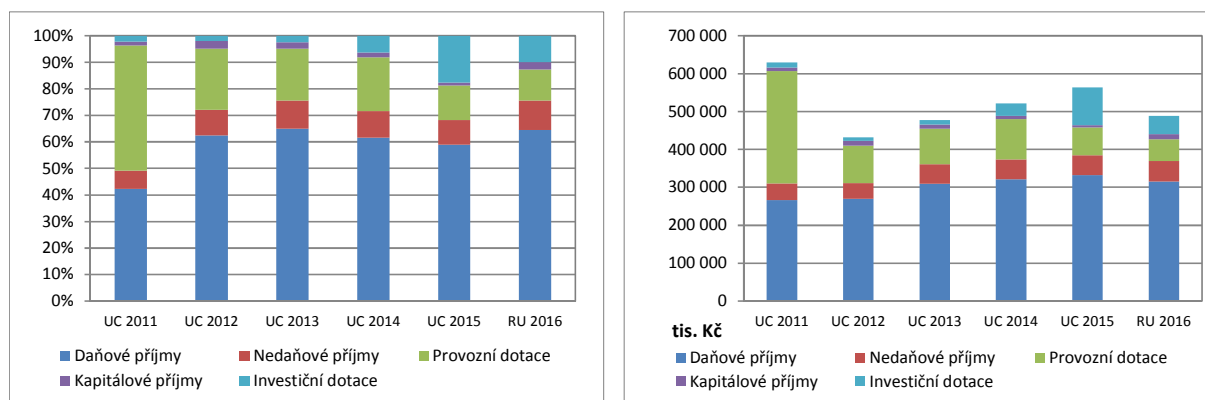 100%
90%
80%
70%
60%
50%
40%
30%
20%
10%
0%
UC 2011 UC 2012 UC 2013 UC 2014 UC 2015 RU 2016
Daňové příjmy Nedaňové příjmy Provozní dotace
Kapitálové příjmy Investiční dotace
700 000
600 000
500 000
400 000
300 000
200 000
100 000
0
UC 2011 UC 2012 UC 2013 UC 2014 UC 2015 RU 2016
tis. Kč
Daňové příjmy Nedaňové příjmy Provozní dotace
Kapitálové příjmy Investiční dotace